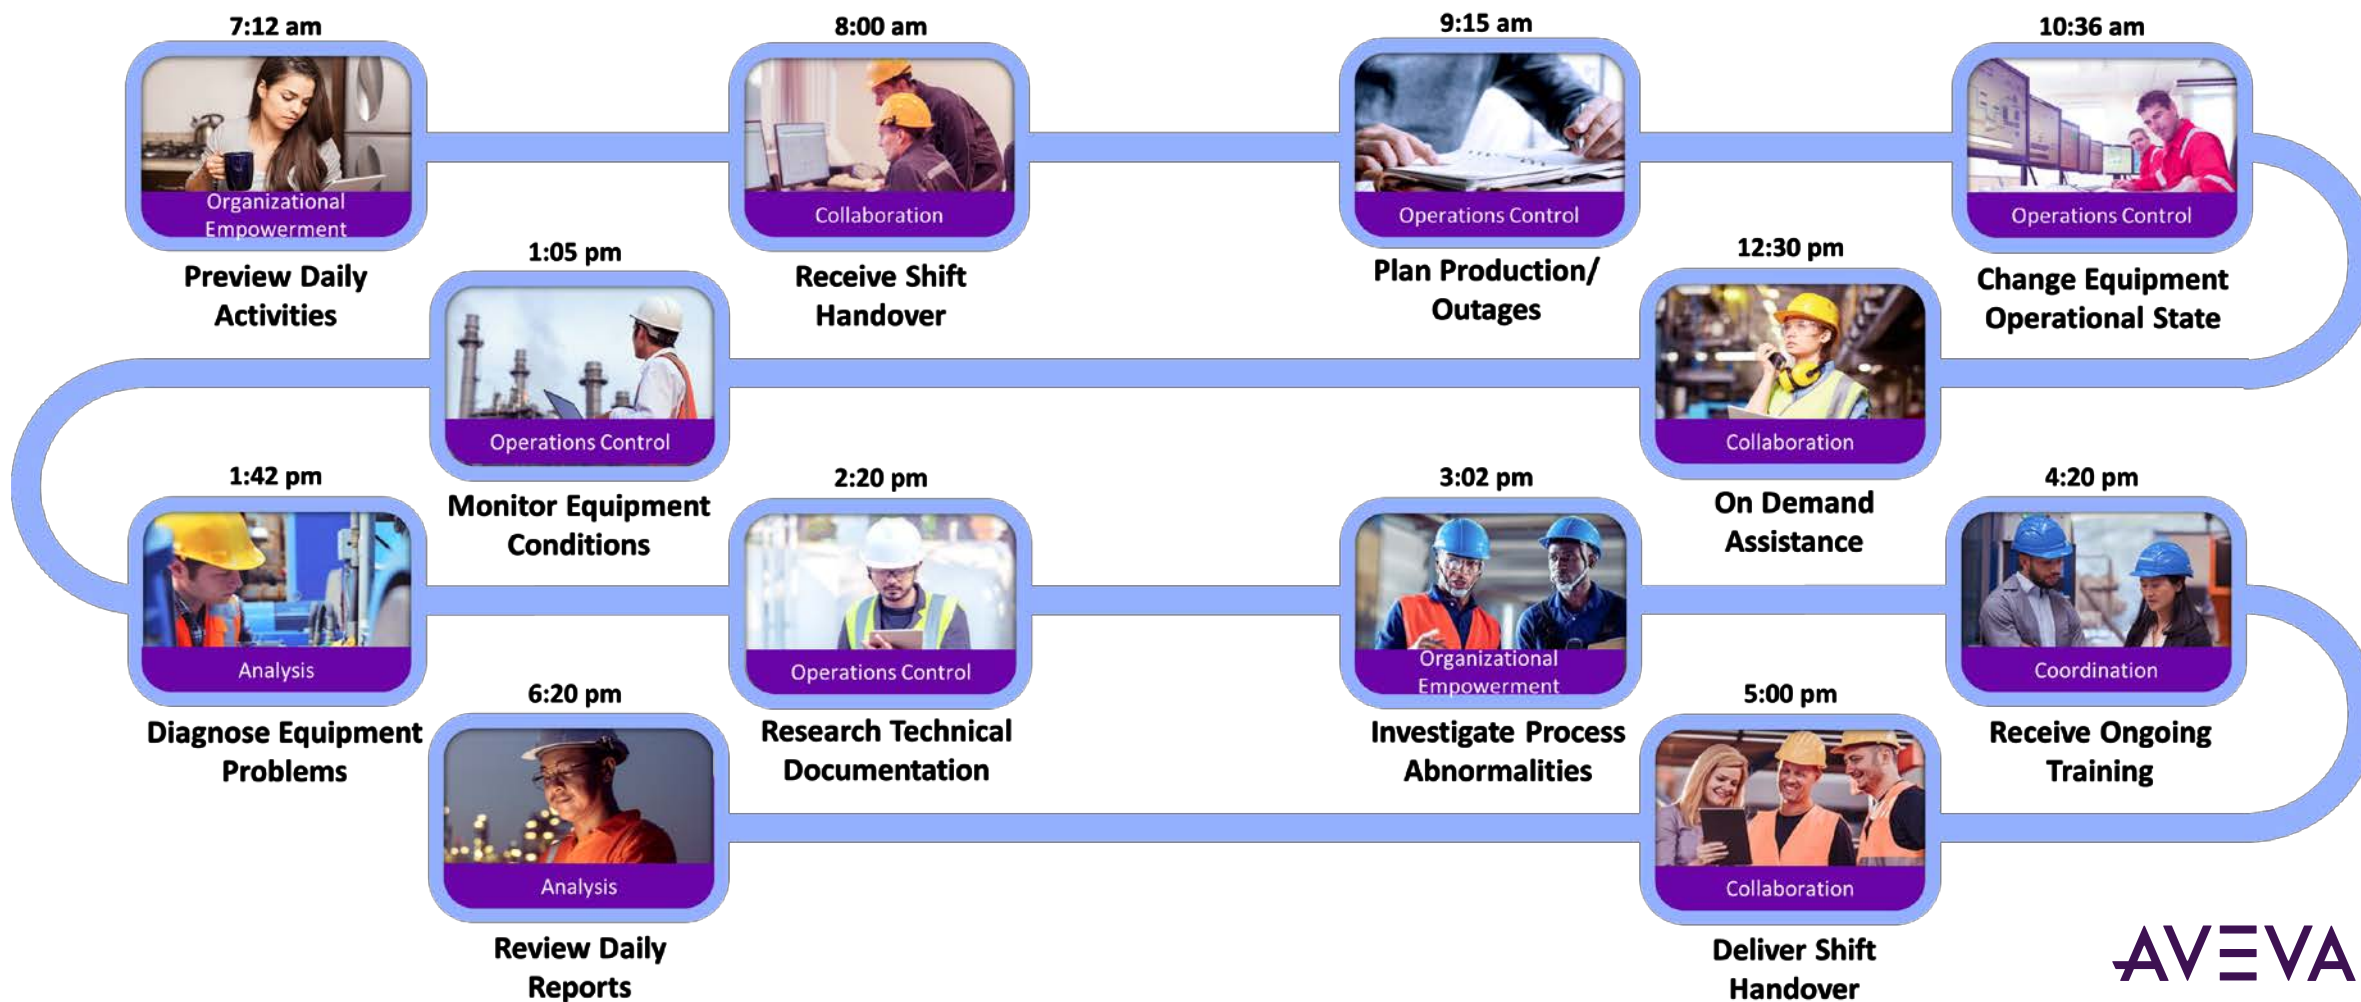 7:12 am
Organizational
Empowerment
Preview Daily
Activities
8:00 am
Collaboration
Receive Shift
Handover
9:15 am
Operations Control
Plan Production/
Outages
10:36 am
Operations Control
Change Equipment
Operational State
12:30 pm
Collaboration
On Demand
Assistance
1:05 pm
Operations Control
Monitor Equipment
Conditions
1:42 pm
Analysis
Diagnose Equipment
Problems
2:20 pm
Operations Control
Research Technical
Documentation
3:02 pm
Organizational
Empowerment
Investigate Process
Abnormalities
4:20 pm
Coordination
Receive Ongoing
Training
5:00 pm
Collaboration
Deliver Shift
Handover
6:20 pm
Analysis
Review Daily
Reports
AVEVA